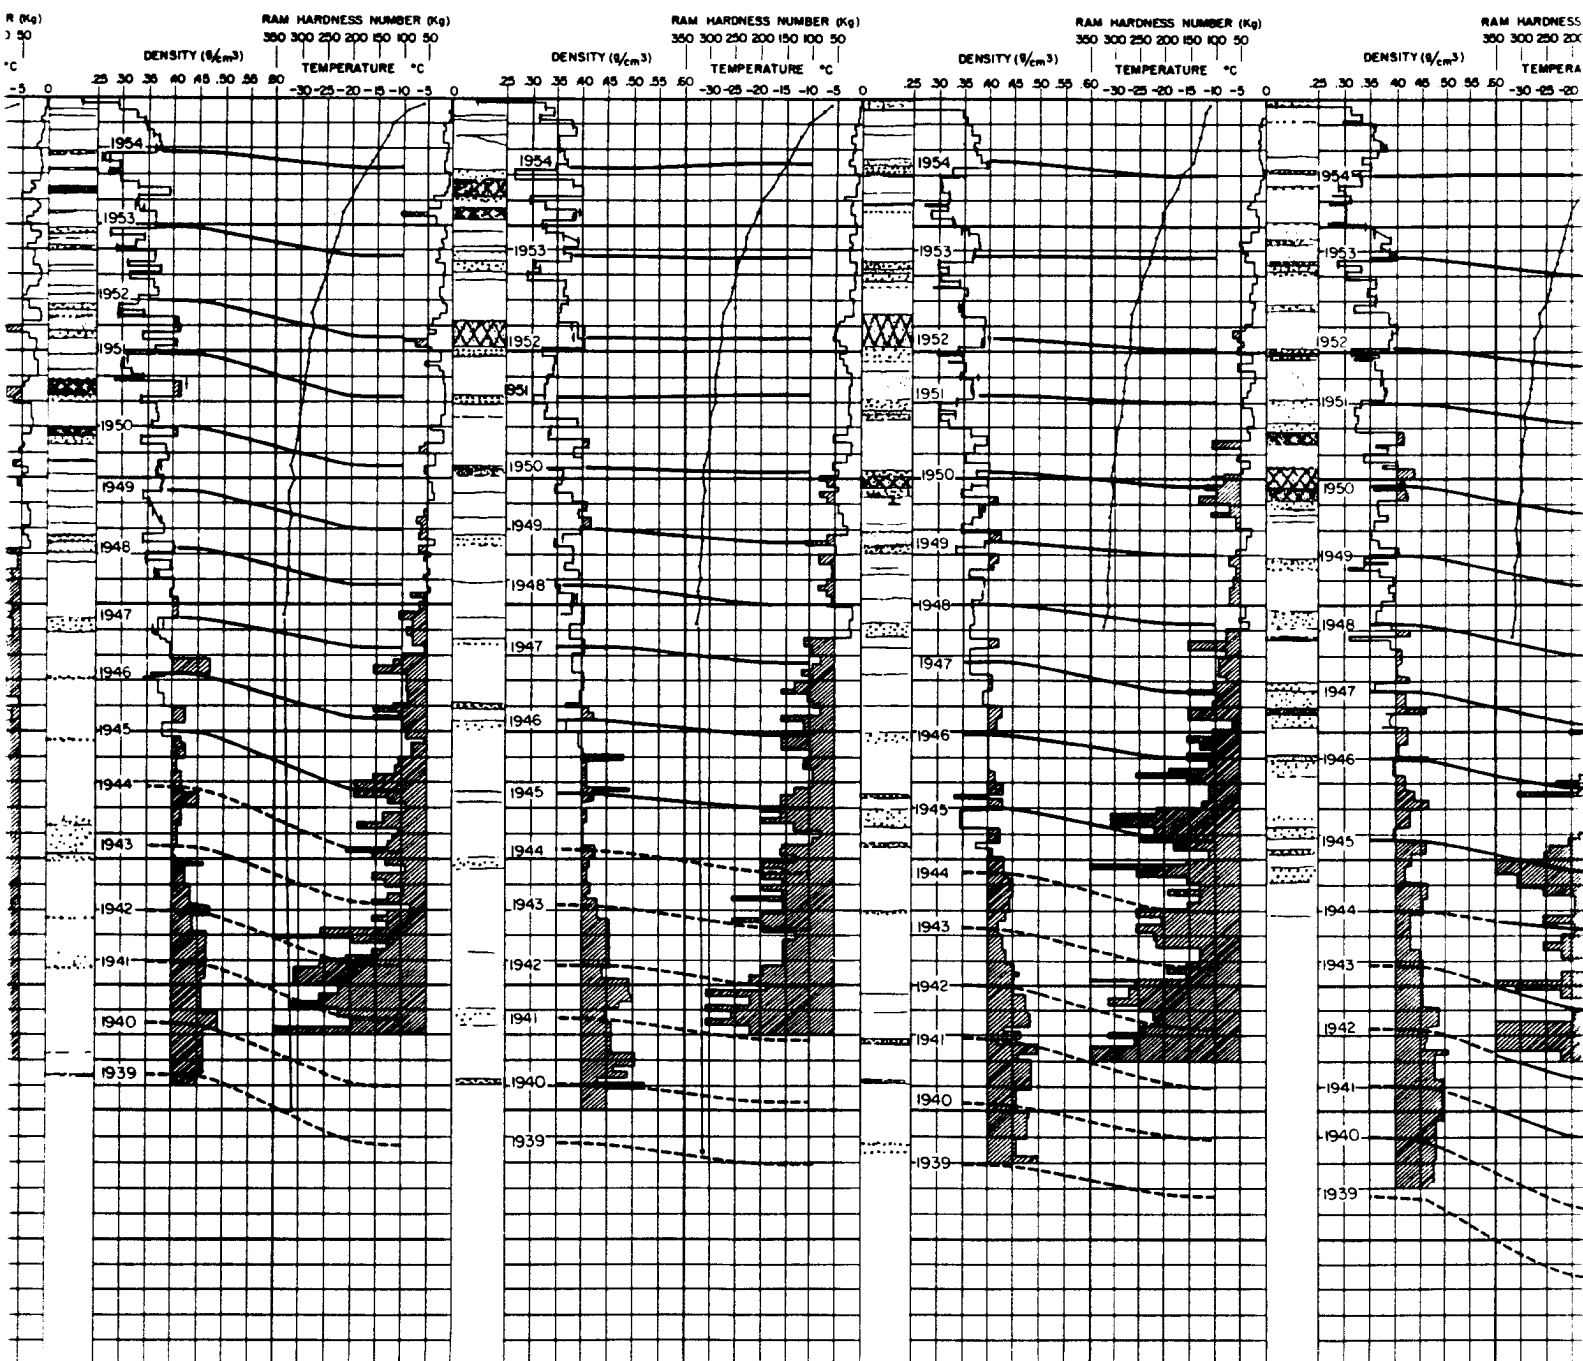 R (Kg)
50
°C
-5 0
RAM HARDNESS NUMBER (Kg)
350 300 250 200 150 100 50
DENSITY (g/cm3)
TEMPERATURE °C
.25 .30 .35 .40 .45 .50 .55 .60
-30 -25 -20 -15 -10 -5 0
1954
1953
1952
1951
1950
1949
1948
1947
1946
1945
1944
1943
1942
1941
1940
1939
RAM HARDNESS NUMBER (Kg)
350 300 250 200 150 100 50
DENSITY (g/cm3)
TEMPERATURE °C
25 30 .35 .40 .45 .50 .55 .60
-30 -25 -20 -15 -10 -5 0
1954
1953
1952
1951
1950
1949
1948
1947
1946
1945
1944
1943
1942
1941
1940
1939
RAM HARDNESS NUMBER (Kg)
350 300 250 200 150 100 50
DENSITY (g/cm3)
TEMPERATURE °C
.25 .30 .35 .40 .45 .50 .55 .60
-30 -25 -20 -15 -10 -5 0
1954
1953
1952
1951
1950
1949
1948
1947
1946
1945
1944
1943
1942
1941
1940
1939
RAM HARDNESS
350 300 250 200
DENSITY (g/cm3)
TEMPERA
.25 .30 .35 .40 .45 .50 .55 .60
-30 -25 -20
1954
1953
1952
1951
1950
1949
1948
1947
1946
1945
1944
1943
1942
1941
1940
1939